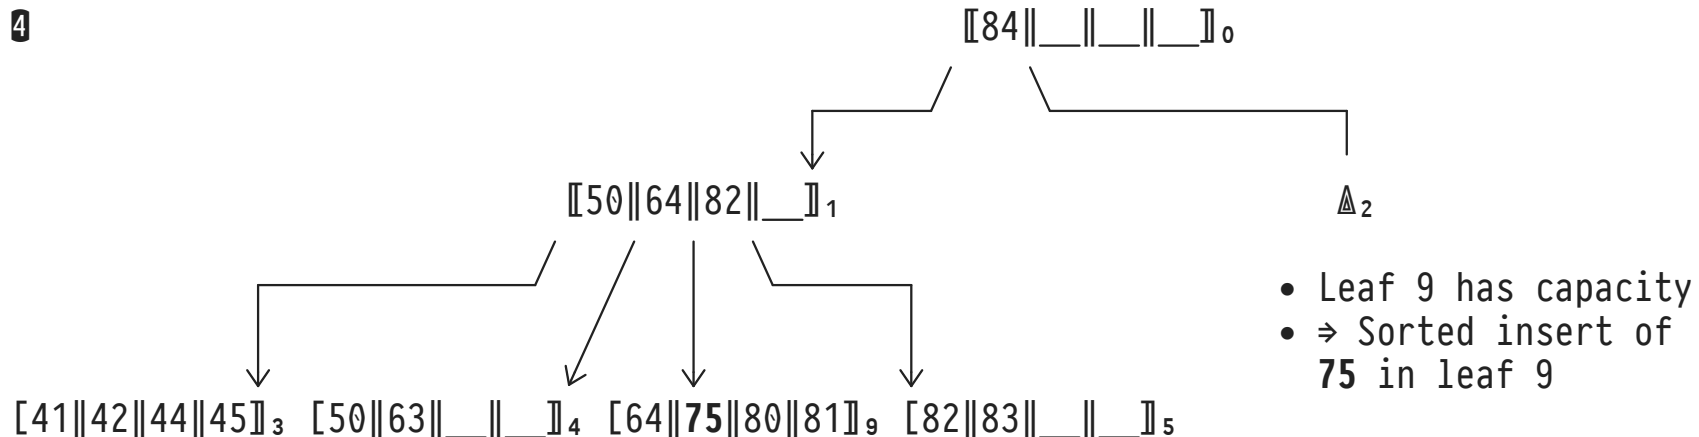 4
⟦84‖__‖__‖__⟧₀
⟦50‖64‖82‖__⟧₁
◬₂
• Leaf 9 has capacity
• ⇒ Sorted insert of
75 in leaf 9
[41‖42‖44‖45⟧₃ [50‖63‖__‖__⟧₄ [64‖75‖80‖81⟧₉ [82‖83‖__‖__⟧₅